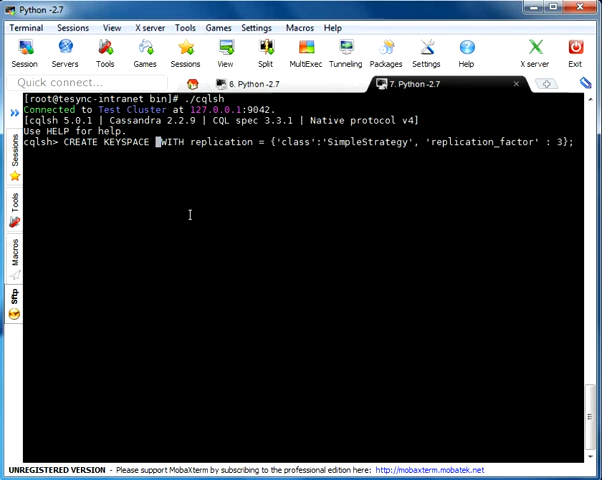 Python -2.7
Terminal Sessions View X server Tools Games Settings Macros Help
Session Servers Tools Games Sessions View Split MultiExec Tunneling Packages Settings Help X server Exit
Quick connect... 6. Python -2.7 7. Python -2.7
[root@tesync-intranet bin]# ./cqlsh
Connected to Test Cluster at 127.0.0.1:9042.
[cqlsh 5.0.1 | Cassandra 2.2.9 | CQL spec 3.3.1 | Native protocol v4]
Use HELP for help.
cqlsh> CREATE KEYSPACE WITH replication = {'class':'SimpleStrategy', 'replication_factor' : 3};
Sessions
Tools
Macros
Sftp
UNREGISTERED VERSION - Please support MobaXterm by subscribing to the professional edition here: http://mobaxterm.mobatek.net